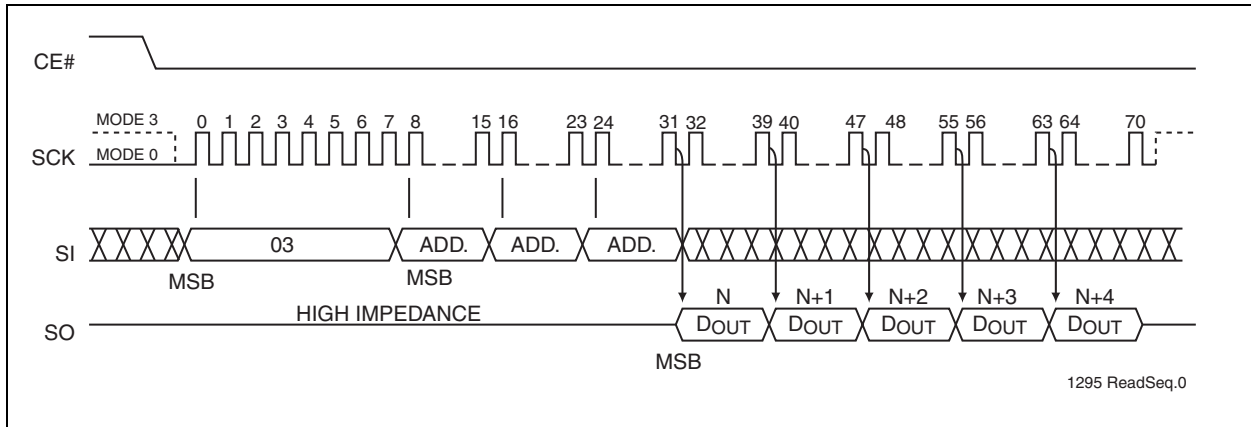 CE#
MODE 3
0 1 2 3 4 5 6 7 8 15 16 23 24 31 32 39 40 47 48 55 56 63 64 70
SCK
MODE 0
SI
03
ADD.
ADD.
ADD.
MSB
MSB
N
N+1
N+2
N+3
N+4
HIGH IMPEDANCE
SO
DOUT
DOUT
DOUT
DOUT
DOUT
MSB
1295 ReadSeq.0